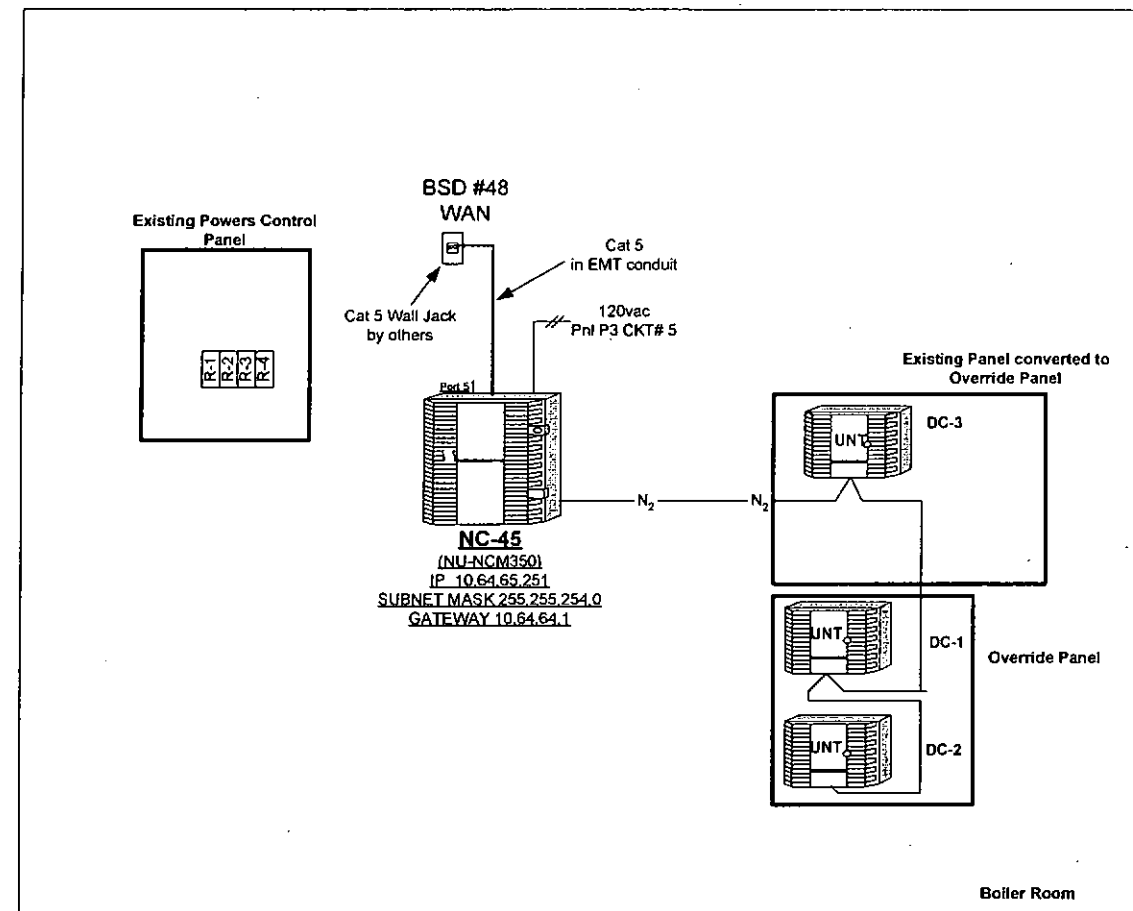 BSD #48
WAN
Existing Powers Control
Panel
R-1
R-2
R-3
R-4
Cat 5
in EMT conduit
Cat 5 Wall Jack
by others
120vac
Pnl P3 CKT# 5
Port 51
Existing Panel converted to
Override Panel
UNT
DC-3
N2
N2
NC-45
(NU-NCM350)
IP 10.64.65.251
SUBNET MASK 255.255.254.0
GATEWAY 10.64.64.1
UNT
DC-1
Override Panel
UNT
DC-2
Boiler Room